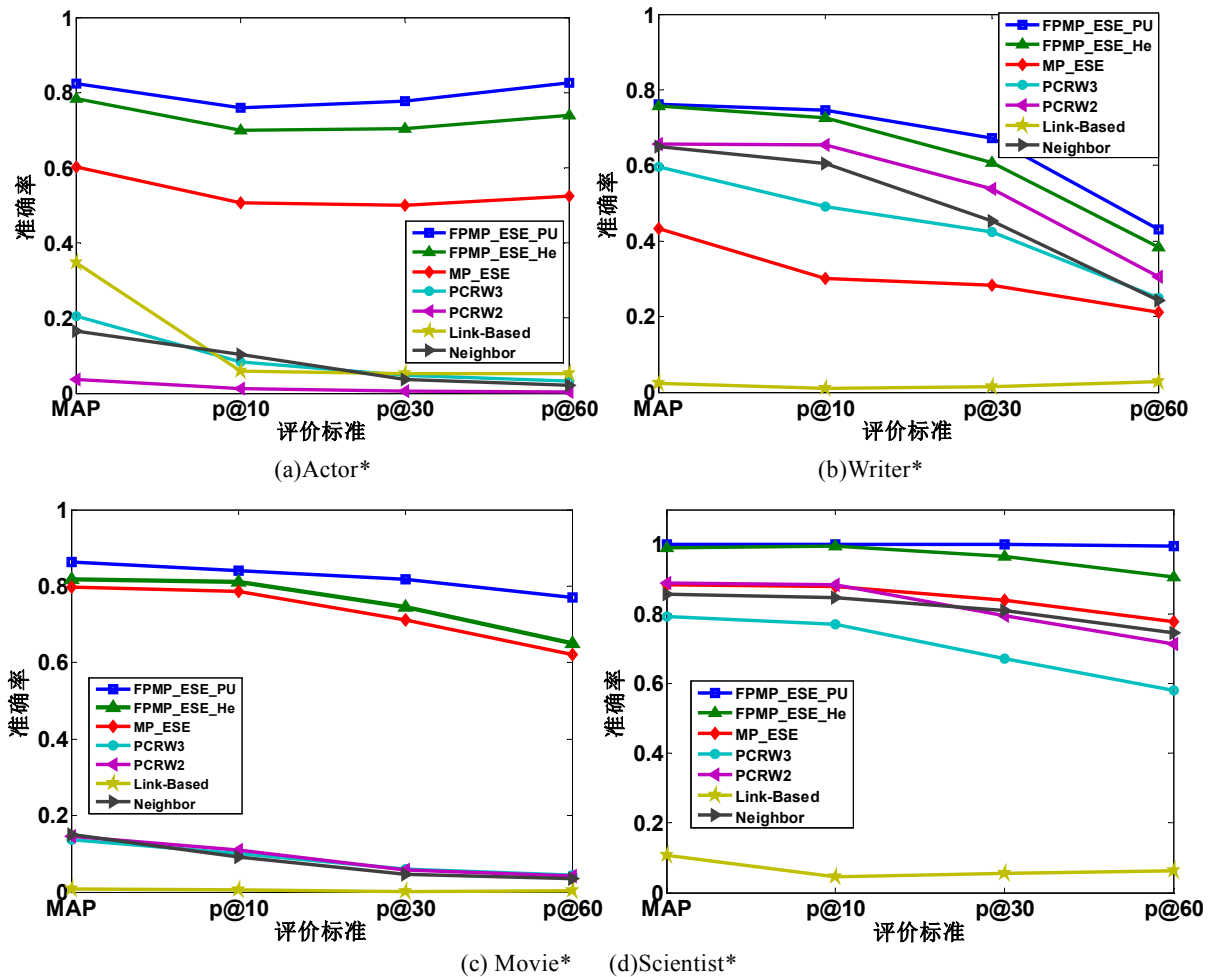 1
0.8
0.6
0.4
0.2
0
准确率
FPMP_ESE_PU
FPMP_ESE_He
MP_ESE
PCRW3
PCRW2
Link-Based
Neighbor
MAP p@10 p@30 p@60
评价标准
(a)Actor*
1
0.8
0.6
0.4
0.2
0
准确率
FPMP_ESE_PU
FPMP_ESE_He
MP_ESE
PCRW3
PCRW2
Link-Based
Neighbor
MAP p@10 p@30 p@60
评价标准
(b)Writer*
1
0.8
0.6
0.4
0.2
0
准确率
FPMP_ESE_PU
FPMP_ESE_He
MP_ESE
PCRW3
PCRW2
Link-Based
Neighbor
MAP p@10 p@30 p@60
评价标准
1
0.8
0.6
0.4
0.2
0
准确率
FPMP_ESE_PU
FPMP_ESE_He
MP_ESE
PCRW3
PCRW2
Link-Based
Neighbor
MAP p@10 p@30 p@60
评价标准
(c) Movie* (d)Scientist*